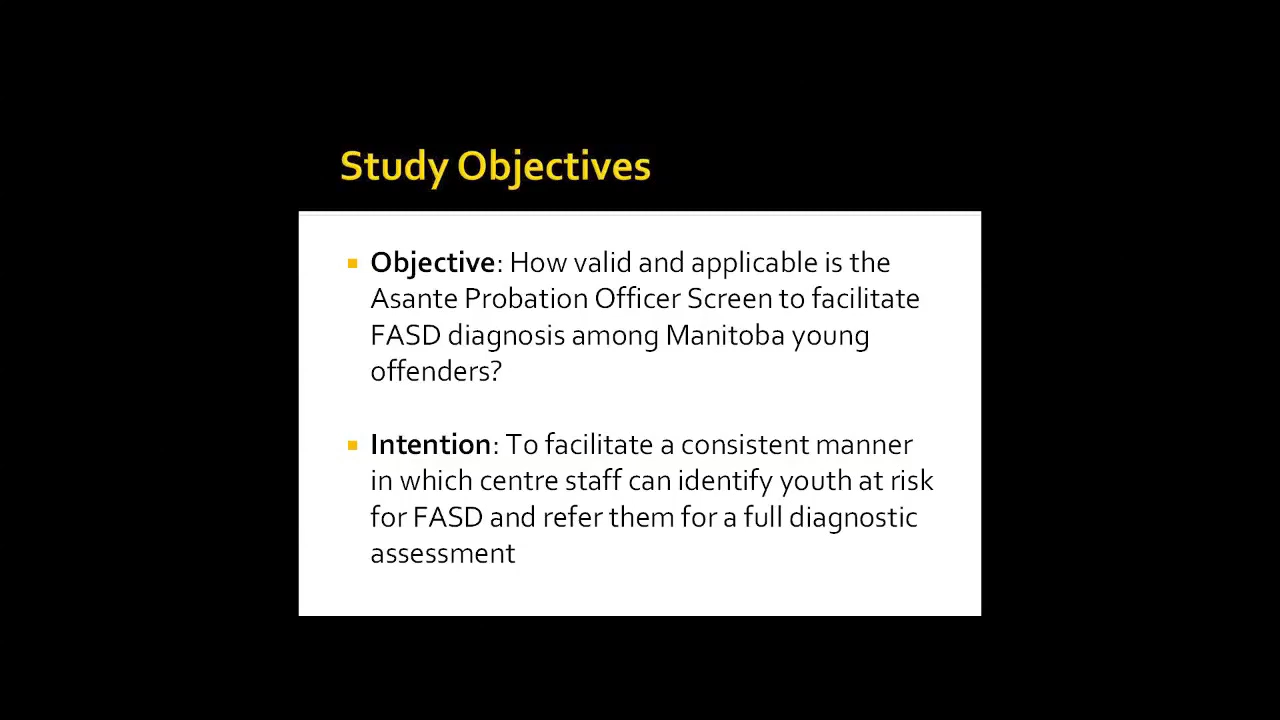 Study Objectives
Objective: How valid and applicable is the
Asante Probation Officer Screen to facilitate
FASD diagnosis among Manitoba young
offenders?
Intention: To facilitate a consistent manner
in which centre staff can identify youth at risk
for FASD and refer them for a full diagnostic
assessment